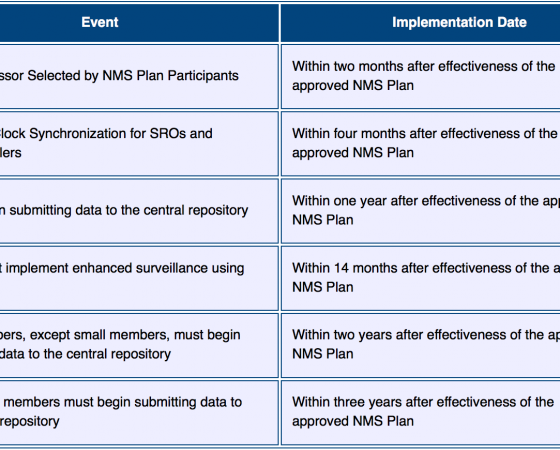 Event
Implementation Date
ssor Selected by NMS Plan Participants
Within two months after effectiveness of the
approved NMS Plan
lock Synchronization for SROs and
lers
Within four months after effectiveness of the
approved NMS Plan
n submitting data to the central repository
Within one year after effectiveness of the ap
NMS Plan
t implement enhanced surveillance using
Within 14 months after effectiveness of the a
NMS Plan
bers, except small members, must begin
data to the central repository
Within two years after effectiveness of the ap
NMS Plan
members must begin submitting data to
repository
Within three years after effectiveness of the
approved NMS Plan